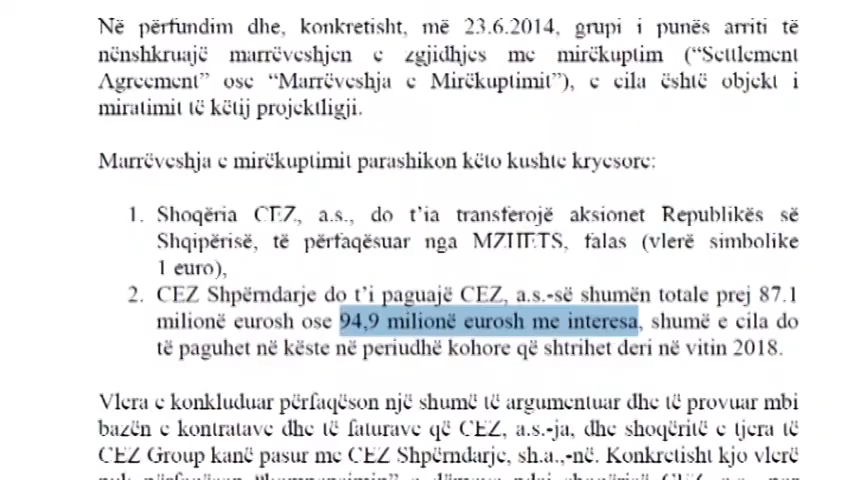 Në përfundim dhe, konkretisht, më 23.6.2014, grupi i punës arriti të
nënshkruajë marrëveshjen e zgjidhjes me mirëkuptim (“Settlement
Agreement” ose “Marrëveshja e Mirëkuptimit”), e cila është objekt i
miratimit të këtij projektligji.
Marrëveshja e mirëkuptimit parashikon këto kushte kryesore:
1. Shoqëria CEZ, a.s., do t’ia transferojë aksionet Republikës së
Shqipërisë, të përfaqësuar nga MZHETS, falas (vlerë simbolike
1 euro),
2. CEZ Shpërndarje do t’i paguajë CEZ, a.s.-së shumën totale prej 87.1
milionë eurosh ose 94,9 milionë eurosh me interesa, shumë e cila do
të paguhet në këste në periudhë kohore që shtrihet deri në vitin 2018.
Vlera e konkluduar përfaqëson një shumë të argumentuar dhe të provuar mbi
bazën e kontratave dhe të faturave që CEZ, a.s.-ja, dhe shoqëritë e tjera të
CEZ Group kanë pasur me CEZ Shpërndarje, sh.a.,-në. Konkretisht kjo vlerë